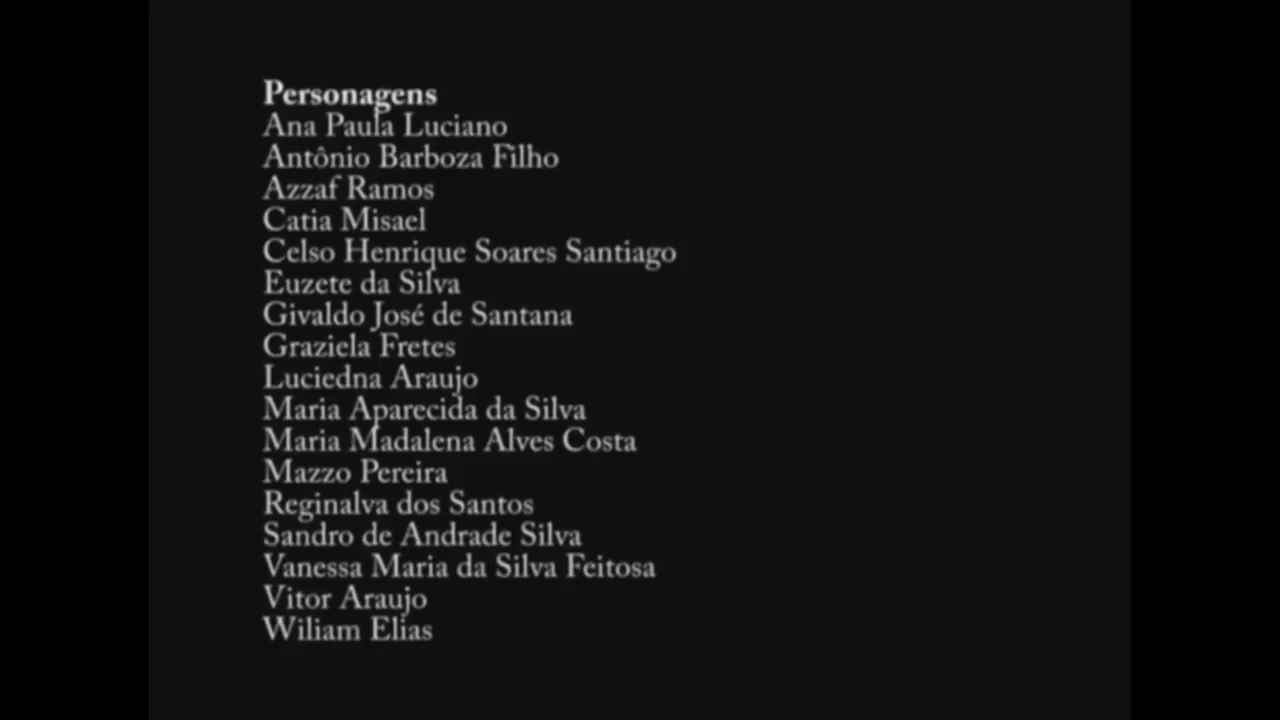 Personagens
Ana Paula Luciano
Antônio Barboza Filho
Azzaf Ramos
Catia Misael
Celso Henrique Soares Santiago
Euzete da Silva
Givaldo José de Santana
Graziela Fretes
Luciedna Araujo
Maria Aparecida da Silva
Maria Madalena Alves Costa
Mazzo Pereira
Reginalva dos Santos
Sandro de Andrade Silva
Vanessa Maria da Silva Feitosa
Vitor Araujo
Wiliam Elias